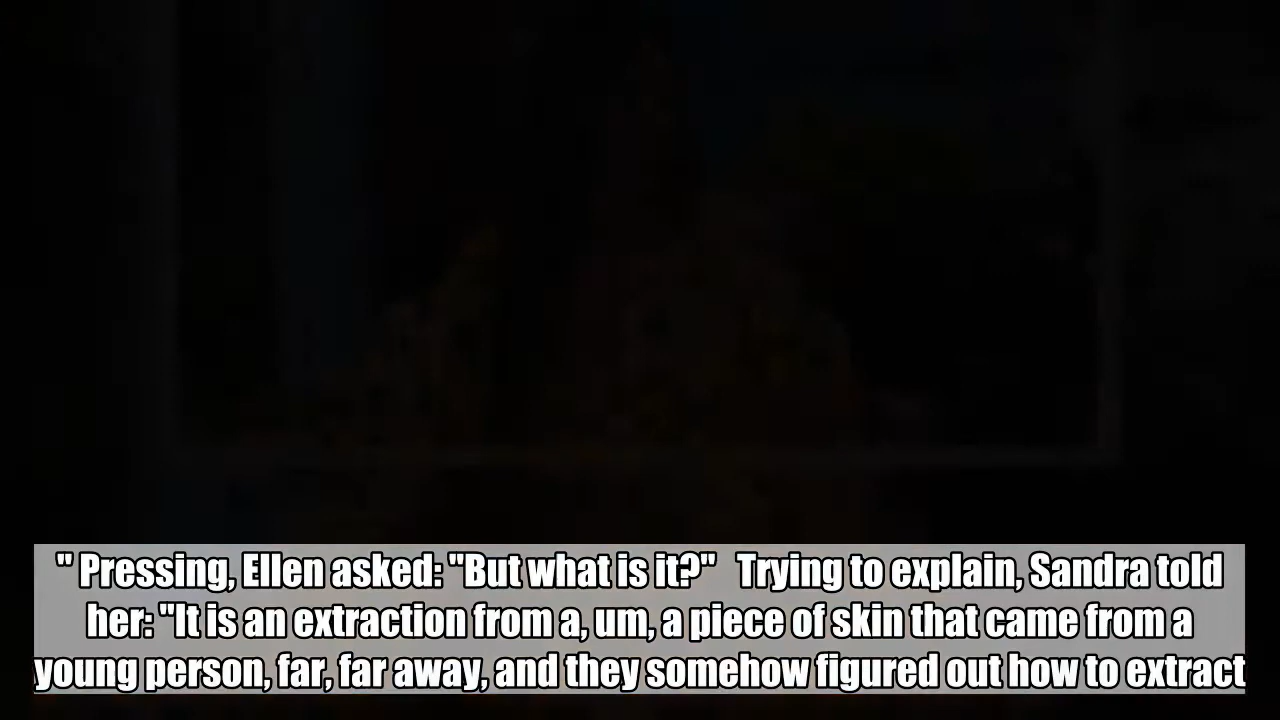 " Pressing, Ellen asked: "But what is it?"   Trying to explain, Sandra told
her: "It is an extraction from a, um, a piece of skin that came from a
young person, far, far away, and they somehow figured out how to extract